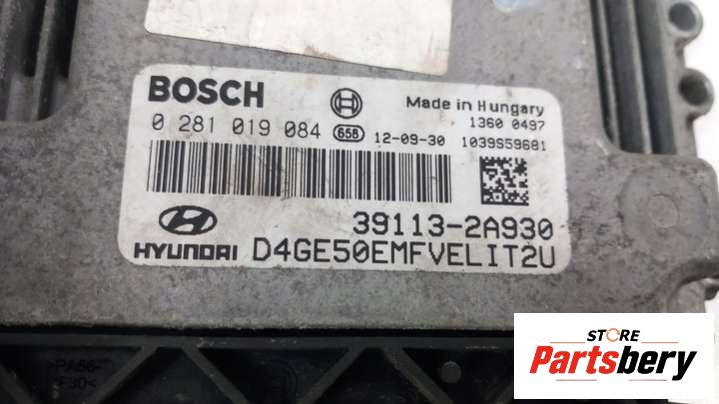 BOSCH
Made in Hungary
1360 0497
0 281 019 084 656 12-09-30 1039S59681
39113-2A930
HYUNDAI D4GE50EMFVELIT2U
STORE
Partsbery